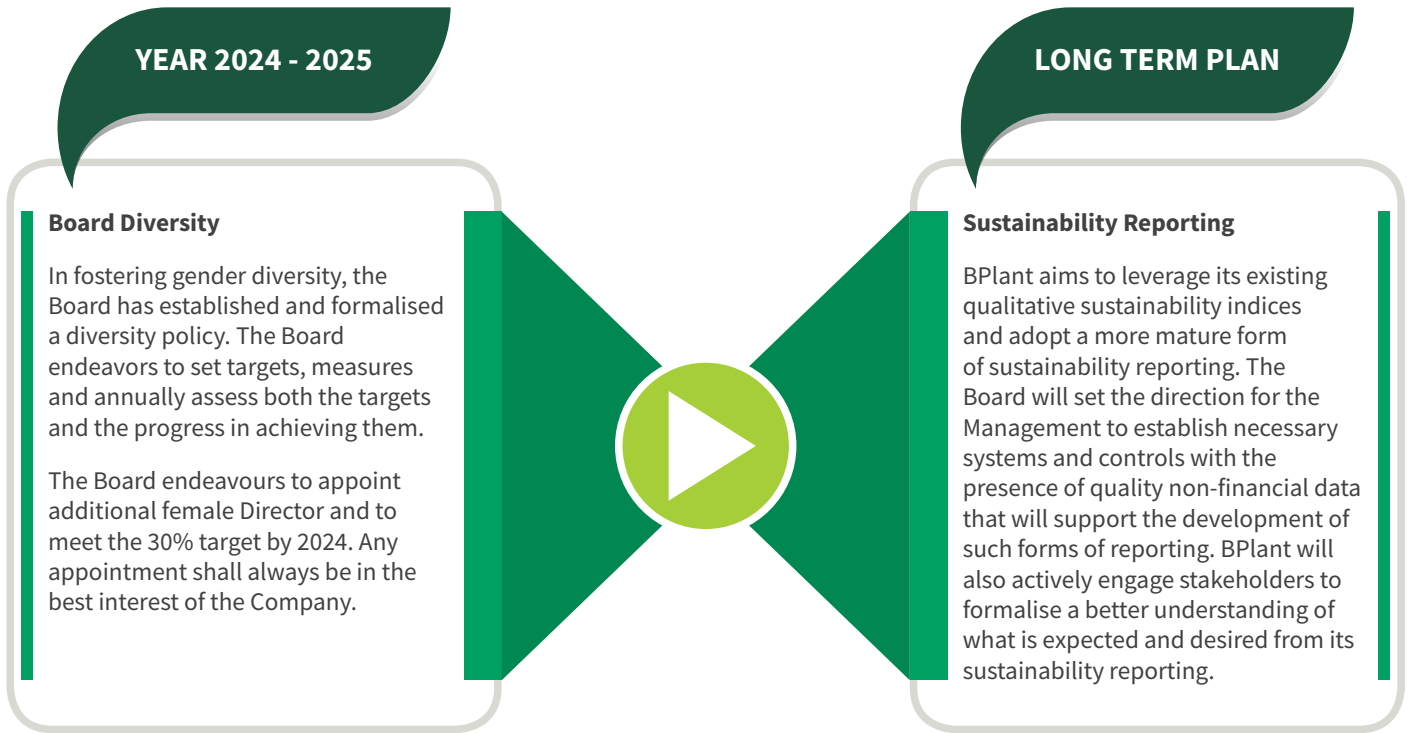 YEAR 2024 - 2025
Board Diversity
In fostering gender diversity, the
Board has established and formalised
a diversity policy. The Board
endeavors to set targets, measures
and annually assess both the targets
and the progress in achieving them.
The Board endeavours to appoint
additional female Director and to
meet the 30% target by 2024. Any
appointment shall always be in the
best interest of the Company.
LONG TERM PLAN
Sustainability Reporting
BPlant aims to leverage its existing
qualitative sustainability indices
and adopt a more mature form
of sustainability reporting. The
Board will set the direction for the
Management to establish necessary
systems and controls with the
presence of quality non-financial data
that will support the development of
such forms of reporting. BPlant will
also actively engage stakeholders to
formalise a better understanding of
what is expected and desired from its
sustainability reporting.